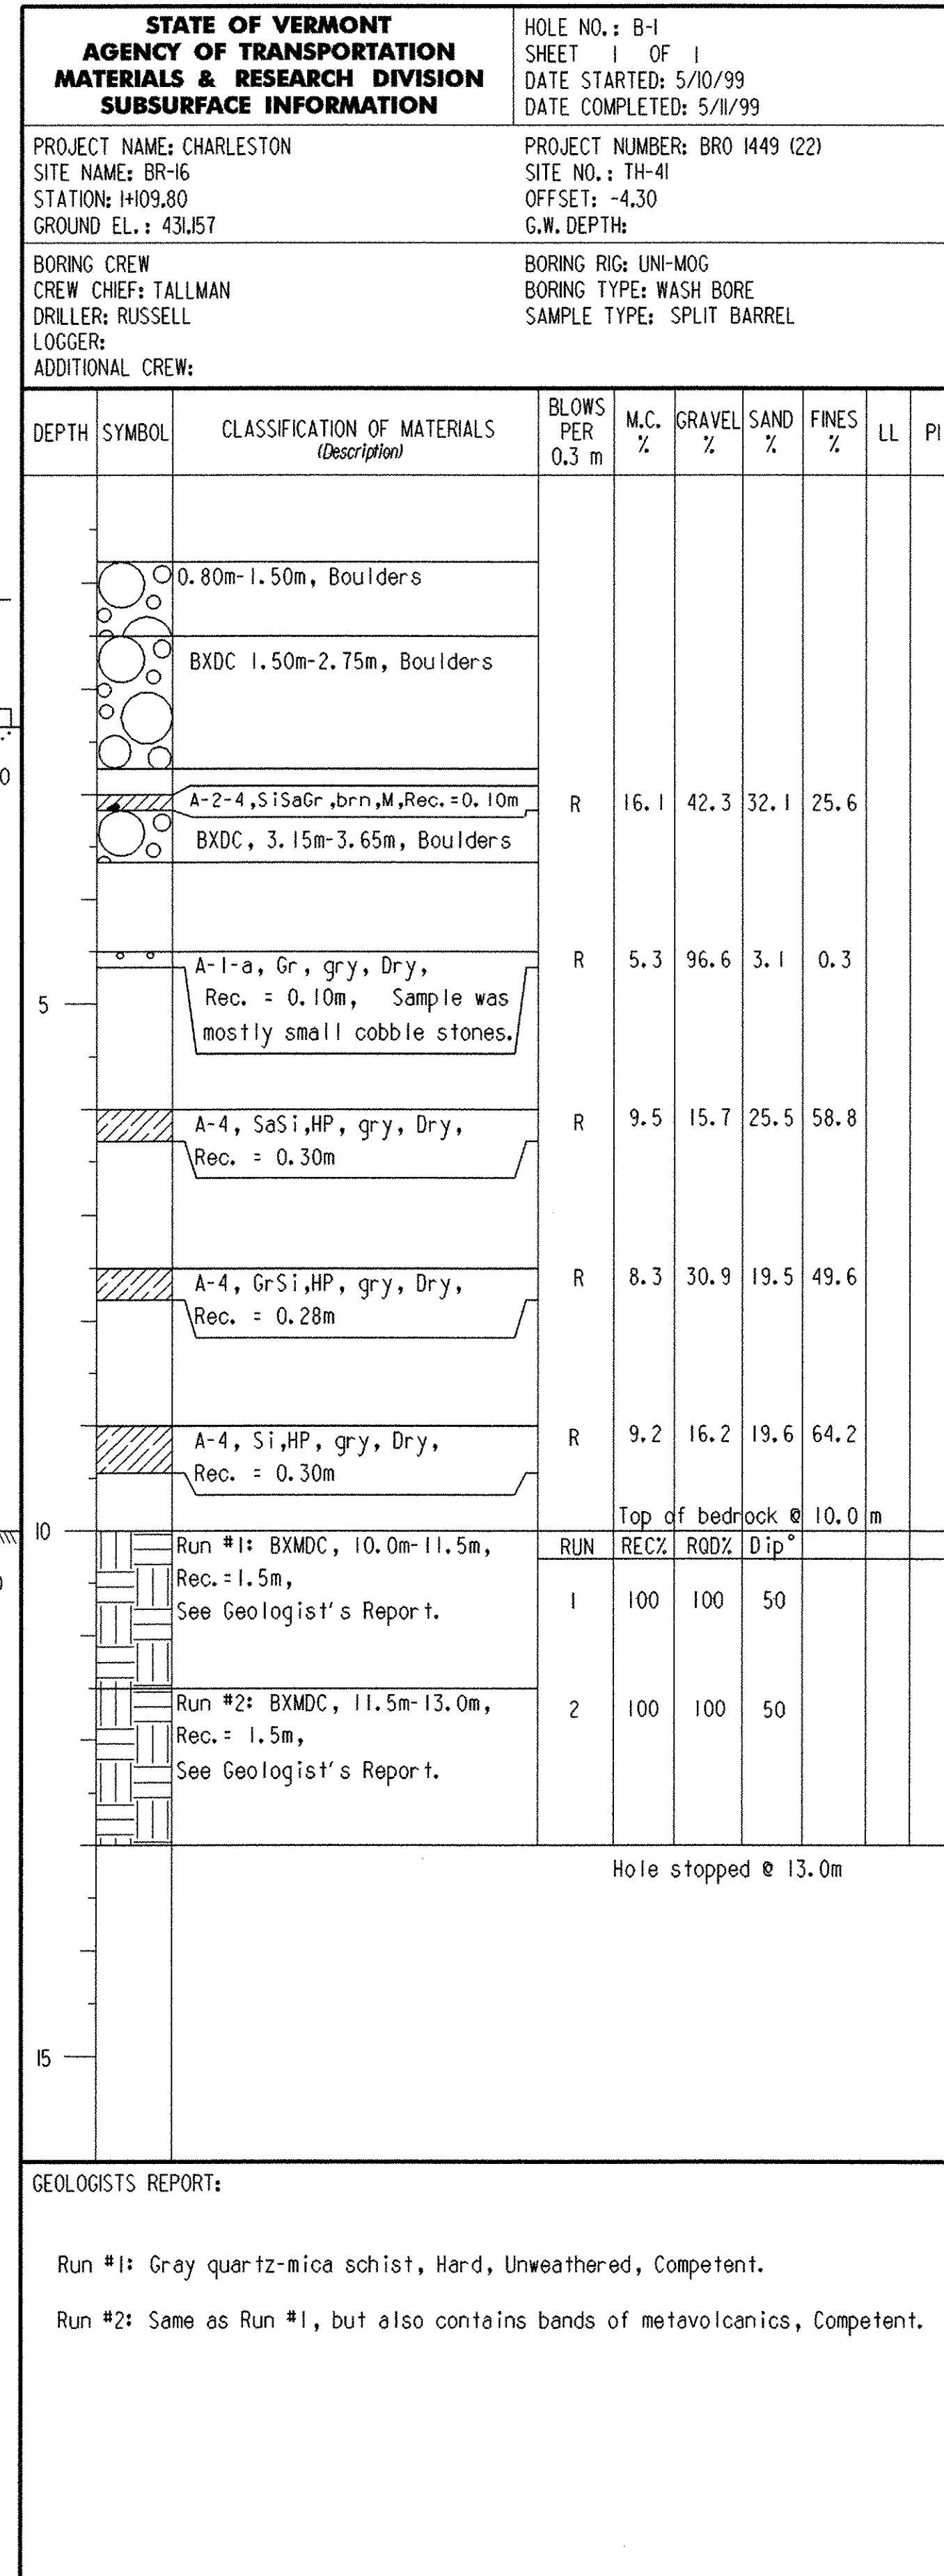 STATE OF VERMONT
AGENCY OF TRANSPORTATION
MATERIALS & RESEARCH DIVISION
SUBSURFACE INFORMATION
HOLE NO.: B-1
SHEET 1 OF 1
DATE STARTED: 5/10/99
DATE COMPLETED: 5/11/99
PROJECT NAME: CHARLESTON
SITE NAME: BR-16
STATION: 1+109.80
GROUND EL.: 431.157
PROJECT NUMBER: BRO 1449 (22)
SITE NO.: TH-41
OFFSET: -4.30
G.W. DEPTH:
BORING CREW
CREW CHIEF: TALLMAN
DRILLER: RUSSELL
LOGGER:
ADDITIONAL CREW:
BORING RIG: UNI-MOG
BORING TYPE: WASH BORE
SAMPLE TYPE: SPLIT BARREL
DEPTH SYMBOL CLASSIFICATION OF MATERIALS (Description) BLOWS PER 0.3 m M.C. % GRAVEL % SAND % FINES % LL PI
0.80m-1.50m, Boulders
BXDC 1.50m-2.75m, Boulders
A-2-4,SiSaGr,brn,M,Rec.=0.10m R 16.1 42.3 32.1 25.6
BXDC, 3.15m-3.65m, Boulders
A-1-a, Gr, gry, Dry, R 5.3 96.6 3.1 0.3
Rec. = 0.10m, Sample was
5
mostly small cobble stones.
A-4, SaSi,HP, gry, Dry, R 9.5 15.7 25.5 58.8
Rec. = 0.30m
A-4, GrSi,HP, gry, Dry, R 8.3 30.9 19.5 49.6
Rec. = 0.28m
A-4, Si,HP, gry, Dry, R 9.2 16.2 19.6 64.2
Rec. = 0.30m
Top of bedrock @ 10.0 m
10
Run #1: BXMDC, 10.0m-11.5m, RUN REC% RQD% Dip°
Rec.=1.5m,
See Geologist's Report. 1 100 100 50
Run #2: BXMDC, 11.5m-13.0m, 2 100 100 50
Rec.= 1.5m,
See Geologist's Report.
Hole stopped @ 13.0m
15
GEOLOGISTS REPORT:
Run #1: Gray quartz-mica schist, Hard, Unweathered, Competent.
Run #2: Same as Run #1, but also contains bands of metavolcanics, Competent.